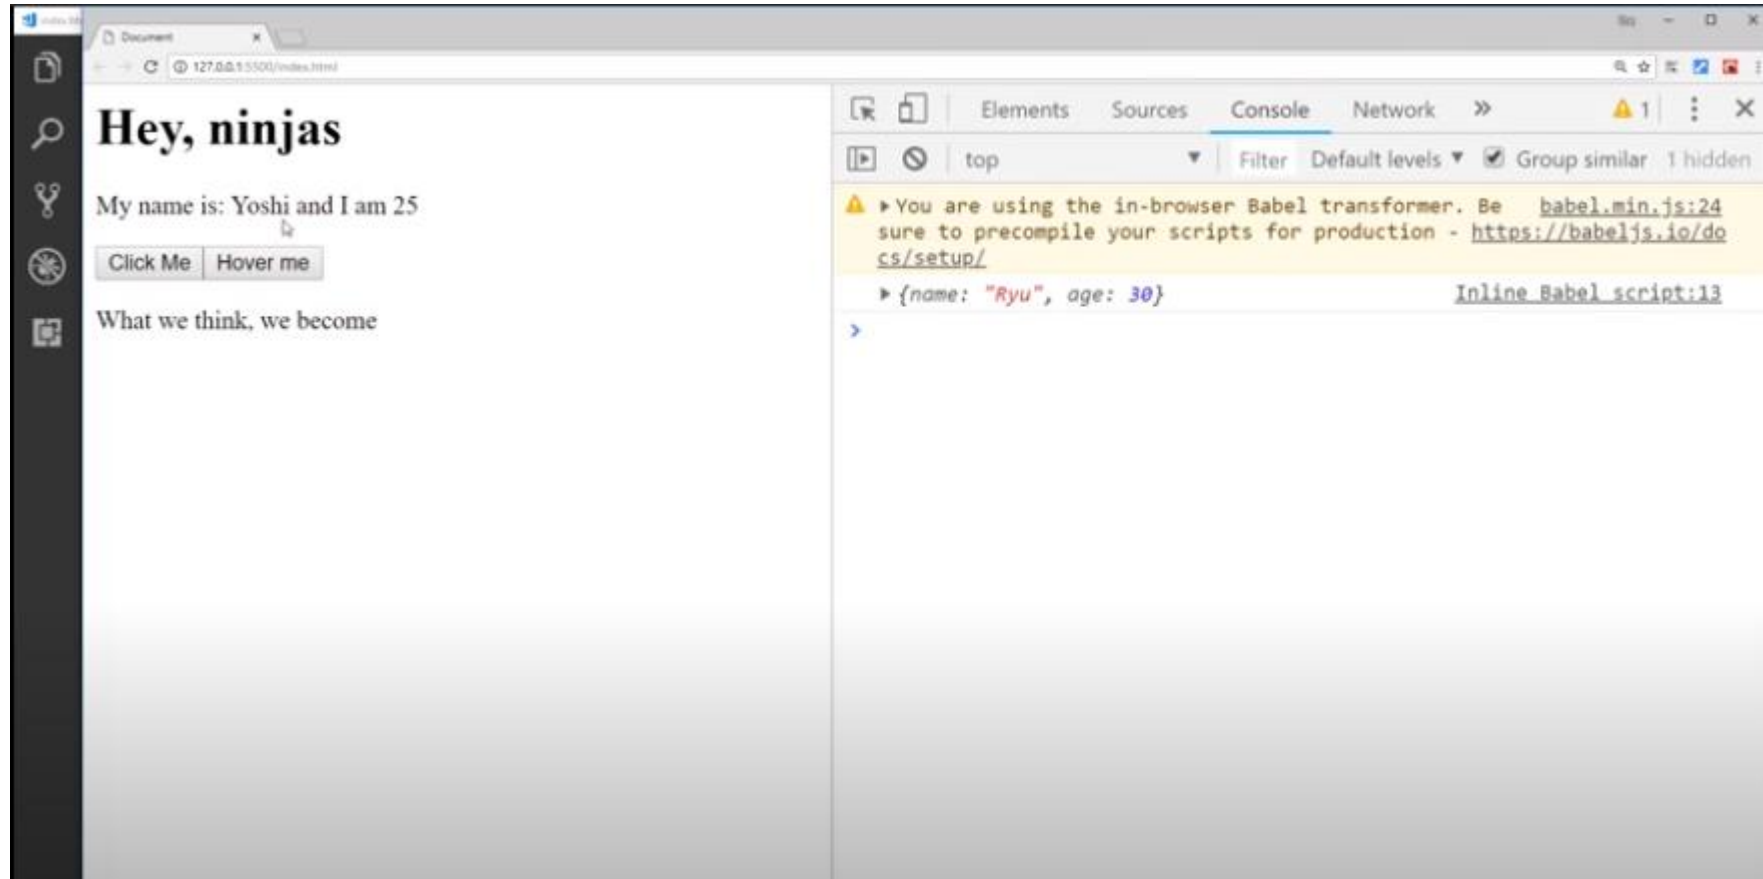 Document
127.0.0.1:5500/index.html
Hey, ninjas
My name is: Yoshi and I am 25
Click Me Hover me
What we think, we become
Elements Sources Console Network » 1
top Filter Default levels Group similar 1 hidden
You are using the in-browser Babel transformer. Be babel.min.js:24
sure to precompile your scripts for production - https://babeljs.io/do
cs/setup/
{name: "Ryu", age: 30} Inline Babel script:13